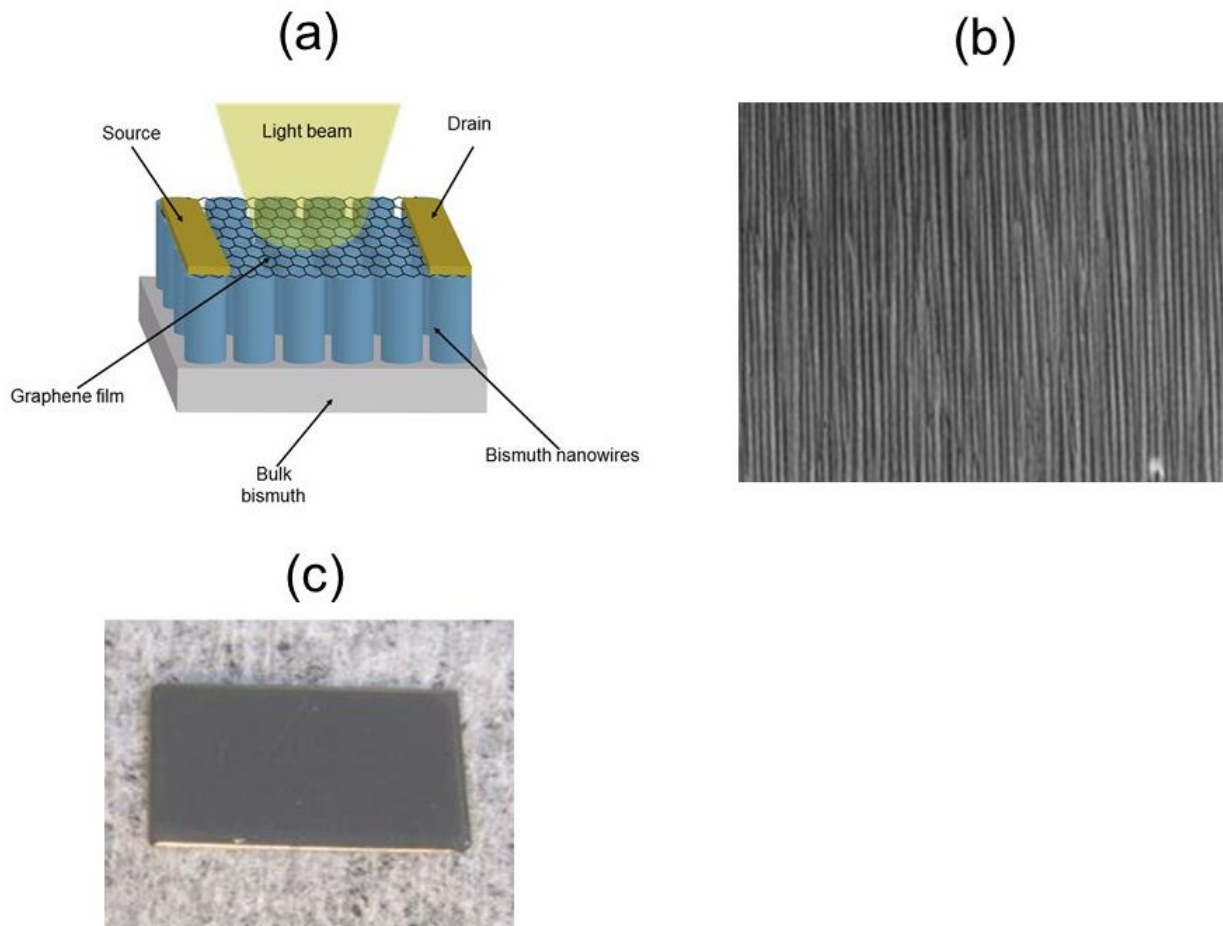 (a)
(b)
Source
Light beam
Drain
Graphene film
Bismuth nanowires
Bulk
bismuth
(c)